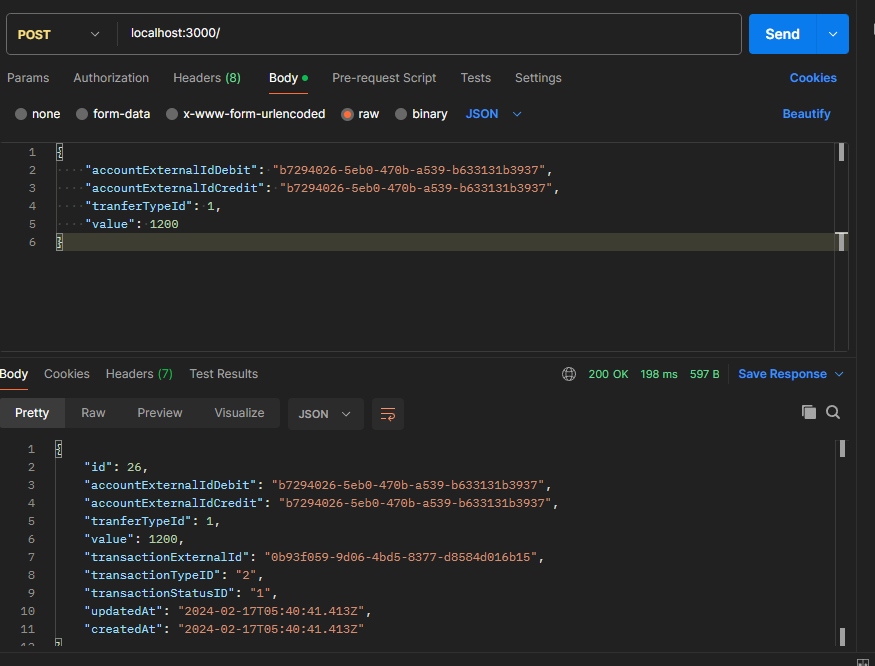 POST localhost:3000/ Send
Params Authorization Headers (8) Body Pre-request Script Tests Settings Cookies
none form-data x-www-form-urlencoded raw binary JSON Beautify
1 {
2 "accountExternalIdDebit": "b7294026-5eb0-470b-a539-b633131b3937",
3 "accountExternalIdCredit": "b7294026-5eb0-470b-a539-b633131b3937",
4 "tranferTypeId": 1,
5 "value": 1200
6 }
Body Cookies Headers (7) Test Results 200 OK 198 ms 597 B Save Response
Pretty Raw Preview Visualize JSON
1 {
2 "id": 26,
3 "accountExternalIdDebit": "b7294026-5eb0-470b-a539-b633131b3937",
4 "accountExternalIdCredit": "b7294026-5eb0-470b-a539-b633131b3937",
5 "tranferTypeId": 1,
6 "value": 1200,
7 "transactionExternalId": "0b93f059-9d06-4bd5-8377-d8584d016b15",
8 "transactionTypeID": "2",
9 "transactionStatusID": "1",
10 "updatedAt": "2024-02-17T05:40:41.413Z",
11 "createdAt": "2024-02-17T05:40:41.413Z"
12 }